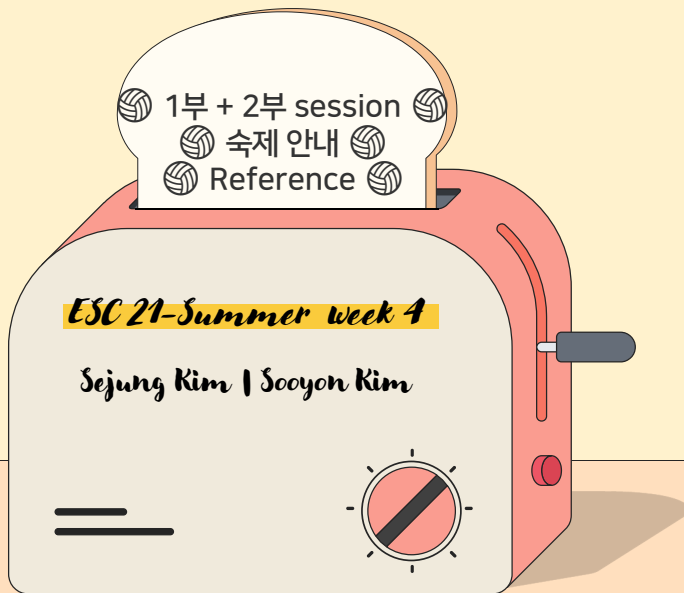 1부 + 2부 session
숙제 안내
Reference
ESC 21-Summer week 4
Sejung Kim | Sooyon Kim